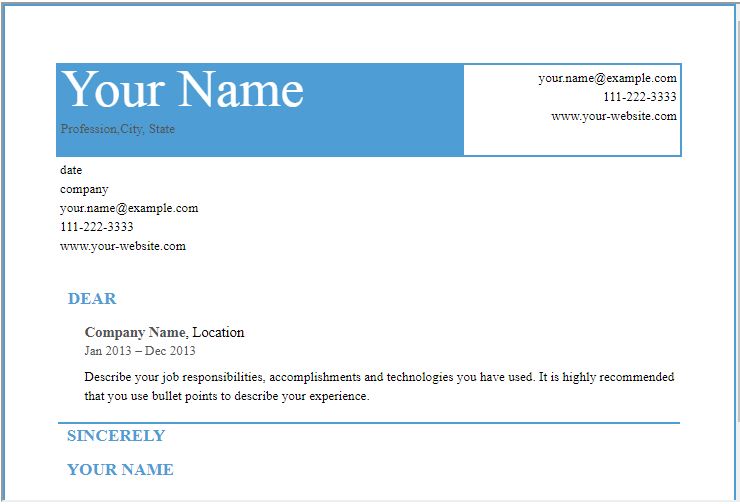 Your Name
Profession,City, State
your.name@example.com
111-222-3333
www.your-website.com
date
company
your.name@example.com
111-222-3333
www.your-website.com
DEAR
Company Name, Location
Jan 2013 – Dec 2013
Describe your job responsibilities, accomplishments and technologies you have used. It is highly recommended
that you use bullet points to describe your experience.
SINCERELY
YOUR NAME